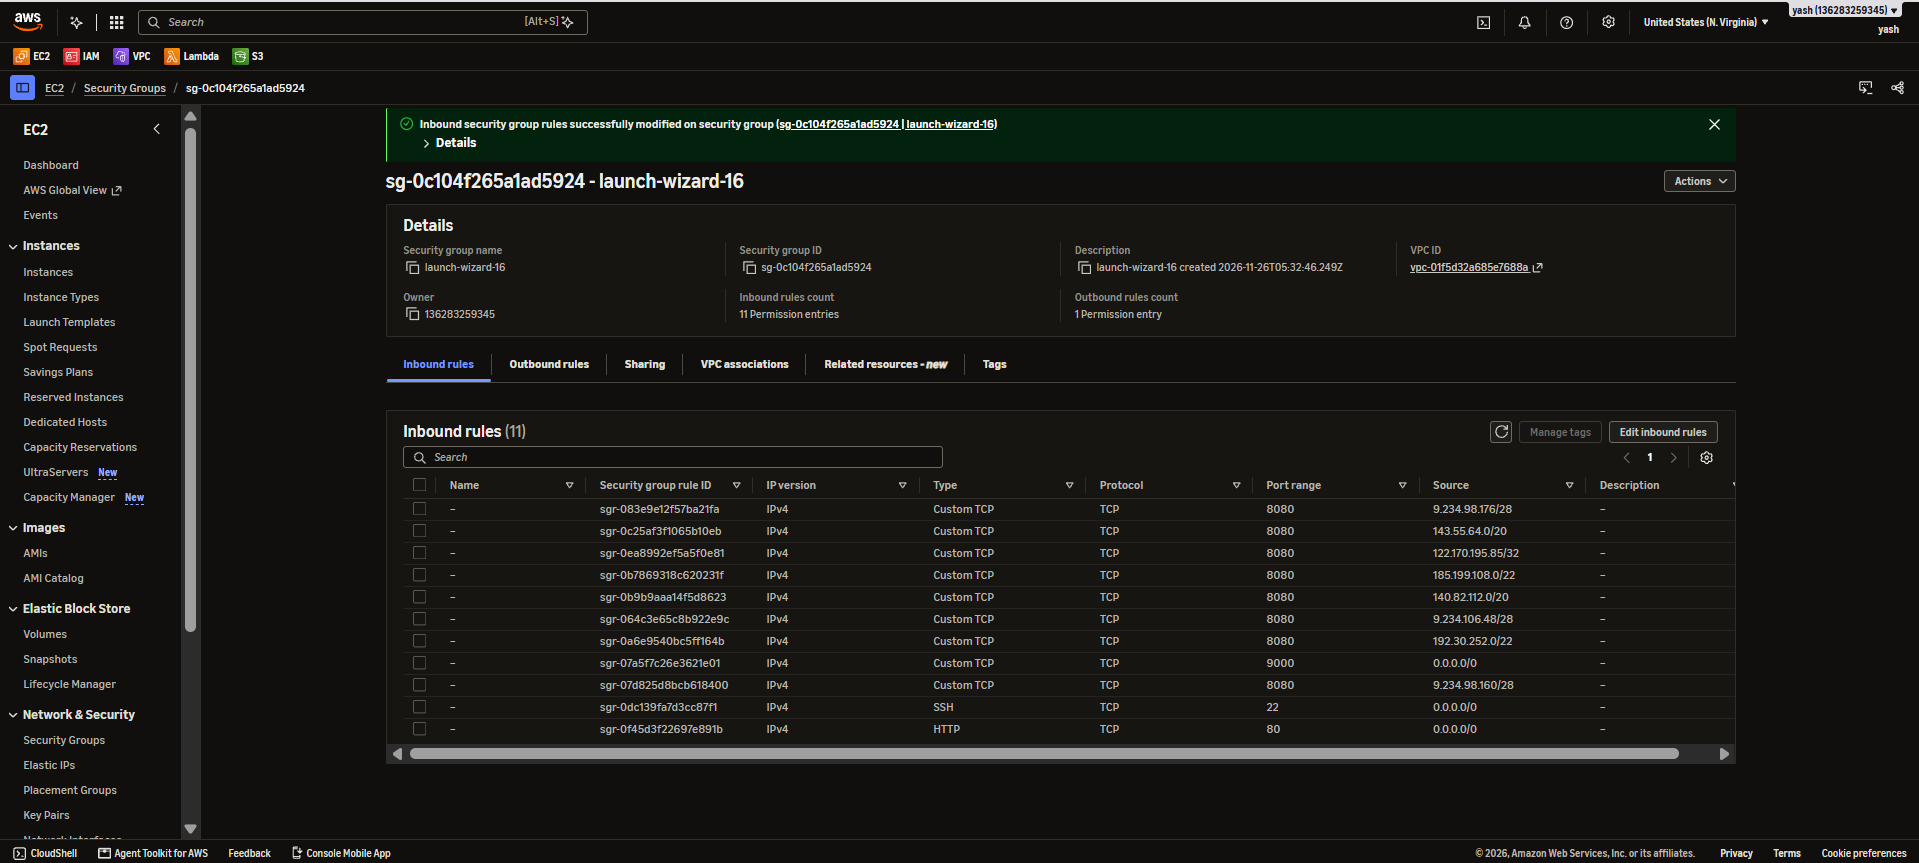 aws
Search [Alt+S]
United States (N. Virginia)
yash (136283259345)
yash
EC2 IAM VPC Lambda S3
EC2 / Security Groups / sg-0c104f265a1ad5924
EC2
Dashboard
AWS Global View
Events
Instances
Instances
Instance Types
Launch Templates
Spot Requests
Savings Plans
Reserved Instances
Dedicated Hosts
Capacity Reservations
UltraServers New
Capacity Manager New
Images
AMIs
AMI Catalog
Elastic Block Store
Volumes
Snapshots
Lifecycle Manager
Network & Security
Security Groups
Elastic IPs
Placement Groups
Key Pairs
Network Interfaces
Inbound security group rules successfully modified on security group (sg-0c104f265a1ad5924 | launch-wizard-16)
Details
sg-0c104f265a1ad5924 - launch-wizard-16
Actions
Details
Security group name
launch-wizard-16
Security group ID
sg-0c104f265a1ad5924
Description
launch-wizard-16 created 2026-11-26T05:32:46.249Z
VPC ID
vpc-01f5d32a685e7688a
Owner
136283259345
Inbound rules count
11 Permission entries
Outbound rules count
1 Permission entry
Inbound rules Outbound rules Sharing VPC associations Related resources - new Tags
Inbound rules (11)
Manage tags Edit inbound rules
Search
1
Name Security group rule ID IP version Type Protocol Port range Source Description
– sgr-083e9e12f57ba21fa IPv4 Custom TCP TCP 8080 9.234.98.176/28 –
– sgr-0c25af3f1065b10eb IPv4 Custom TCP TCP 8080 143.55.64.0/20 –
– sgr-0ea8992ef5a5f0e81 IPv4 Custom TCP TCP 8080 122.170.195.85/32 –
– sgr-0b7869318c620231f IPv4 Custom TCP TCP 8080 185.199.108.0/22 –
– sgr-0b9b9aaa14f5d8623 IPv4 Custom TCP TCP 8080 140.82.112.0/20 –
– sgr-064c3e65c8b922e9c IPv4 Custom TCP TCP 8080 9.234.106.48/28 –
– sgr-0a6e9540bc5ff164b IPv4 Custom TCP TCP 8080 192.30.252.0/22 –
– sgr-07a5f7c26e3621e01 IPv4 Custom TCP TCP 9000 0.0.0.0/0 –
– sgr-07d825d8bcb618400 IPv4 Custom TCP TCP 8080 9.234.98.160/28 –
– sgr-0dc139fa7d3cc87f1 IPv4 SSH TCP 22 0.0.0.0/0 –
– sgr-0f45d3f22697e891b IPv4 HTTP TCP 80 0.0.0.0/0 –
CloudShell Agent Toolkit for AWS Feedback Console Mobile App
© 2026, Amazon Web Services, Inc. or its affiliates. Privacy Terms Cookie preferences